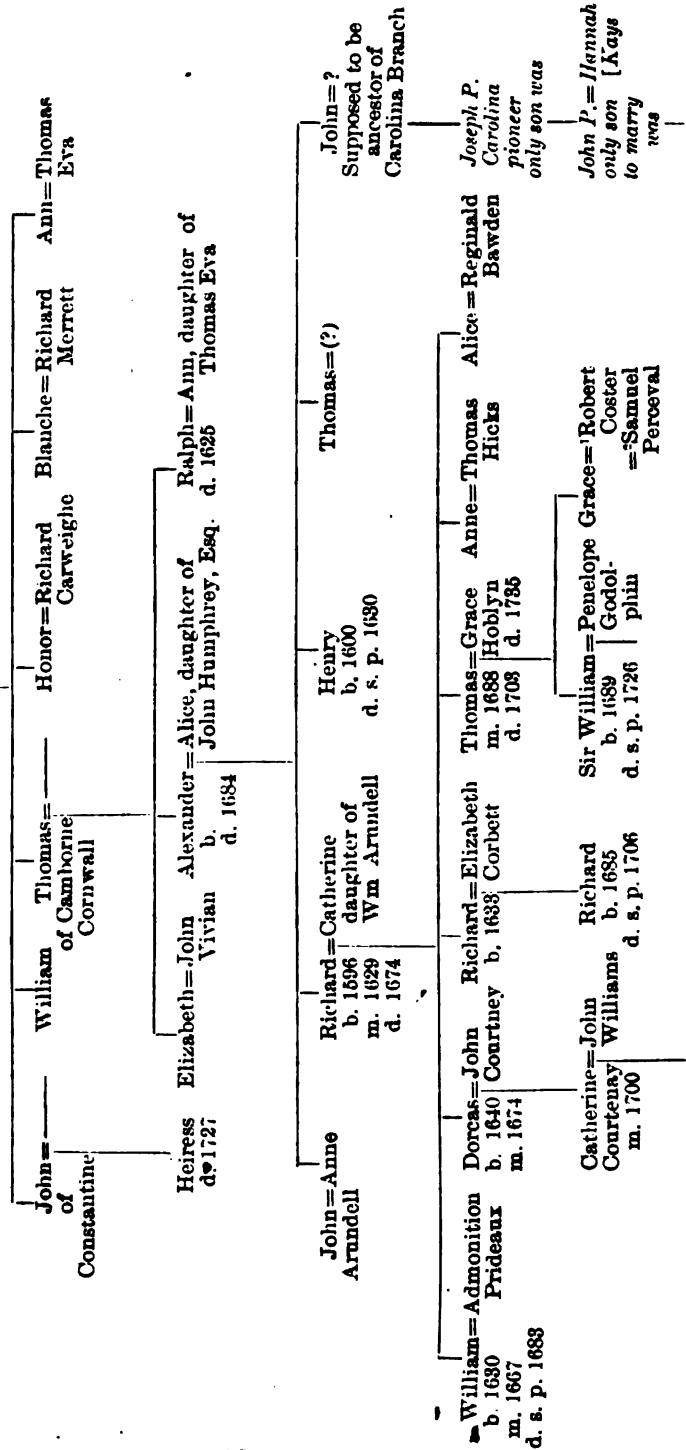 John=——
of
Constantine
William
Thomas=——
of Camborne
Cornwall
Honor=Richard
Carweighe
Blauche=Richard
Merrett
Ann=Thomas
Eva
Heiress
d. 1727
Elizabeth=John
Vivian
Alexander=Alice, daughter of
b. John Humphrey, Esq.
d. 1684
Ralph=Ann, daughter of
d. 1625 Thomas Eva
John=Anne
Arundell
Richard=Catherine
b. 1596 daughter of
m. 1629 Wm Arundell
d. 1674
Henry
b. 1600
d. s. p. 1630
Thomas=(?)
John=?
Supposed to be
ancestor of
Carolina Branch
William=Admonition
b. 1630 Prideaux
m. 1667
d. s. p. 1683
Dorcas=John
b. 1640 Courtney
m. 1674
Richard=Elizabeth
b. 1633 Corbett
Thomas=Grace
m. 1688 Hoblyn
d. 1703 d. 1735
Anne=Thomas
Hicks
Alice=Reginald
Bawden
Joseph P.
Carolina
pioneer
only son was
Catherine=John
Courtenay Williams
m. 1700
Richard
b. 1685
d. s. p. 1706
Sir William=Penelope
b. 1689 Godol-
d. s. p. 1726 phin
Grace=¹Robert
Coster
=²Samuel
Perceval
John P.=Hannah
only son [Kays
to marry
was